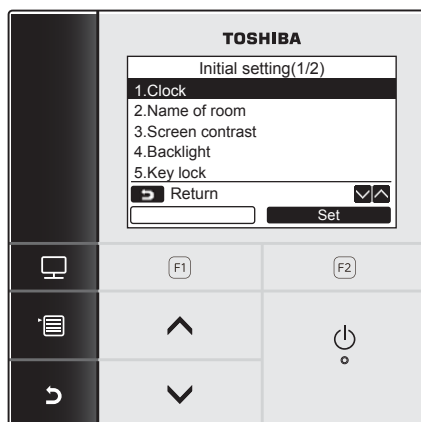 TOSHIBA
Initial setting(1/2)
1.Clock
2.Name of room
3.Screen contrast
4.Backlight
5.Key lock
Return
Set
F1
F2